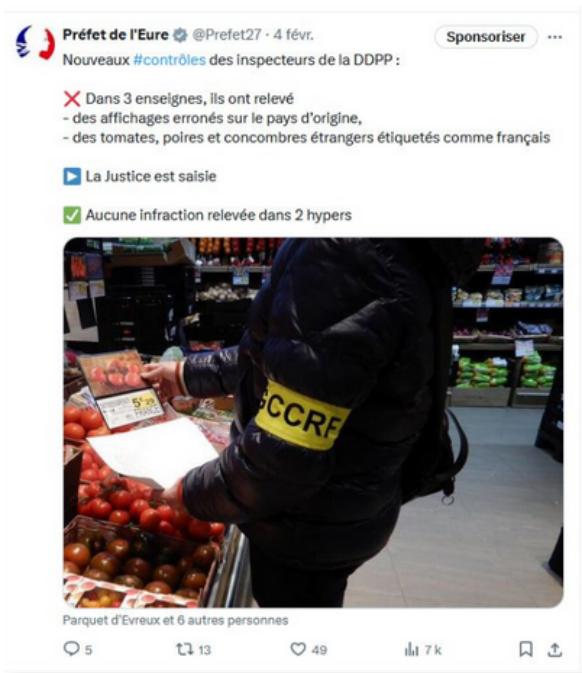 Préfet de l'Eure @Prefet27 · 4 févr.
Sponsoriser
Nouveaux #contrôles des inspecteurs de la DDPP :
❌ Dans 3 enseignes, ils ont relevé
- des affichages erronés sur le pays d'origine,
- des tomates, poires et concombres étrangers étiquetés comme français
▶️ La Justice est saisie
✅ Aucune infraction relevée dans 2 hypers
5€29
FRANCE
CCRF
Parquet d'Evreux et 6 autres personnes
5 13 49 7 k